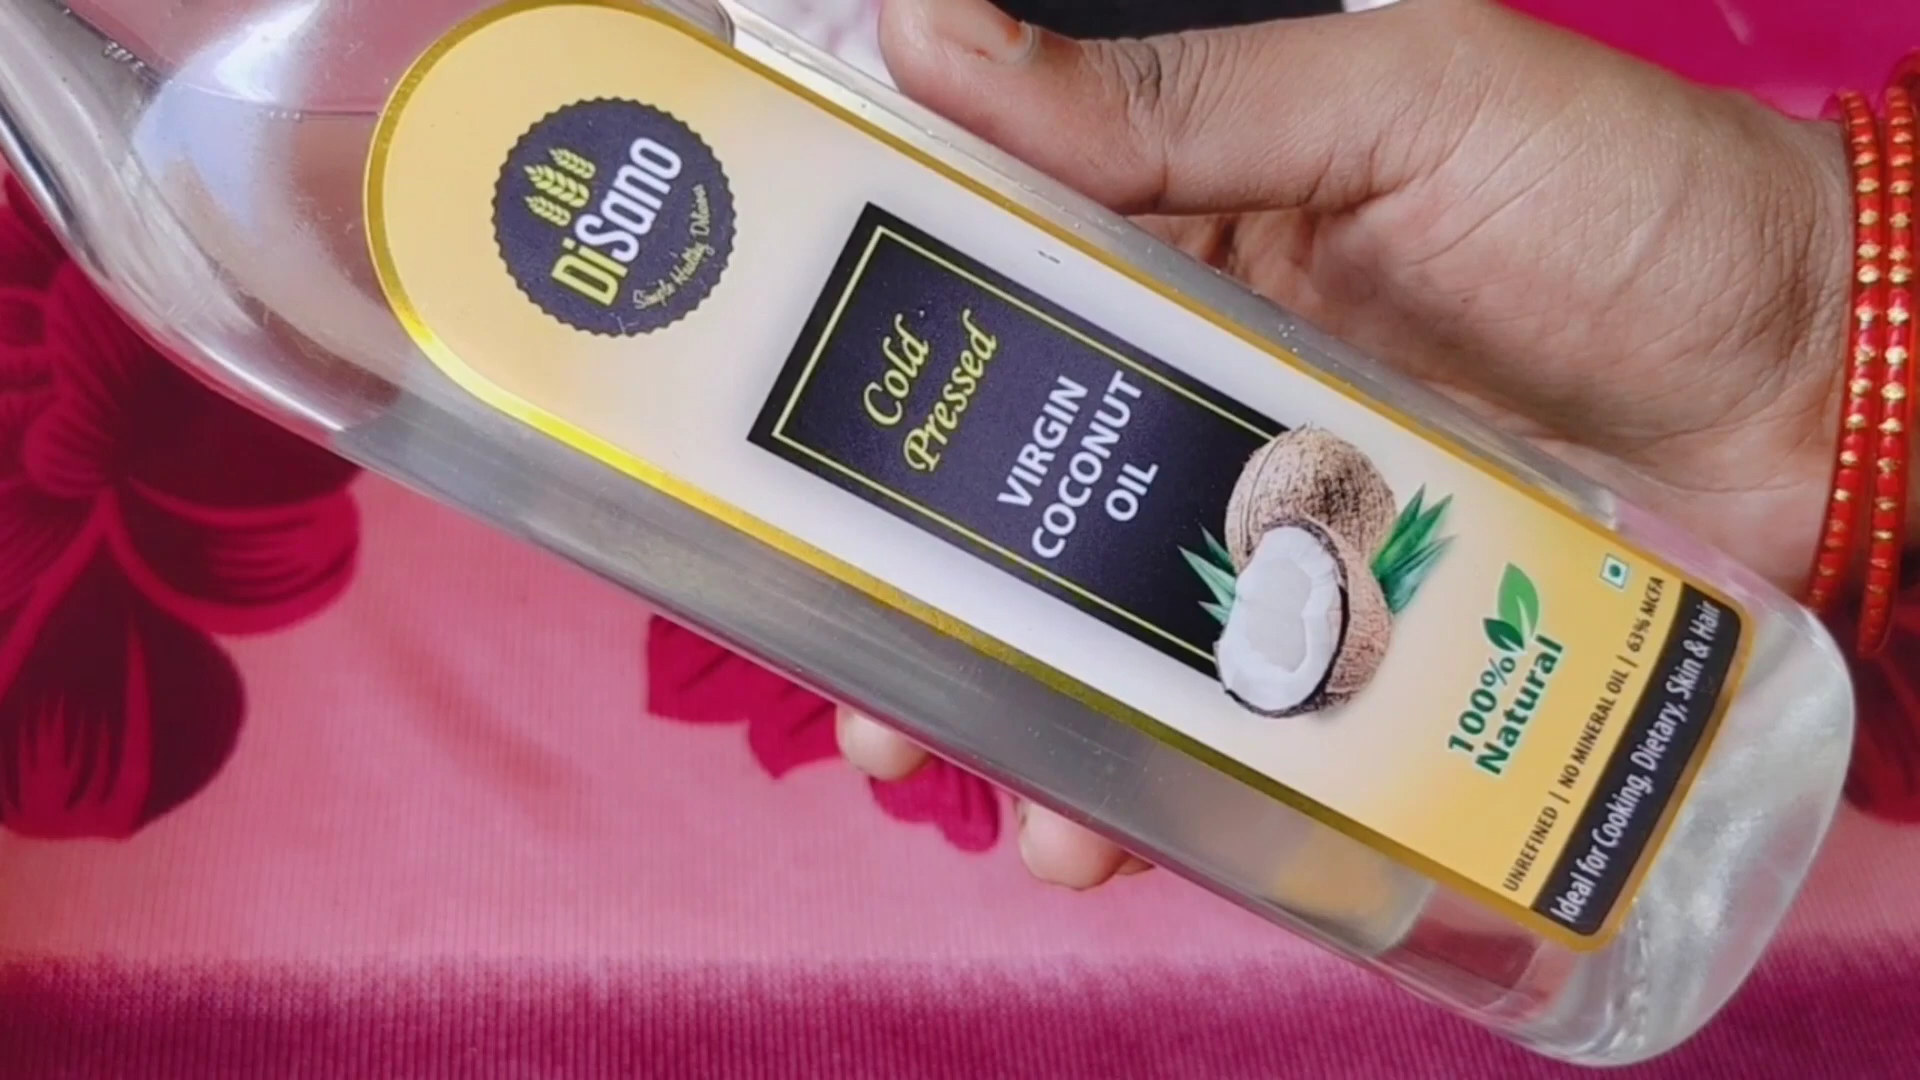 DiSano
Simple Healthy Delicious
Cold
Pressed
VIRGIN
COCONUT
OIL
100%
Natural
UNREFINED | NO MINERAL OIL | 63% MCFA
Ideal for Cooking, Dietary, Skin & Hair